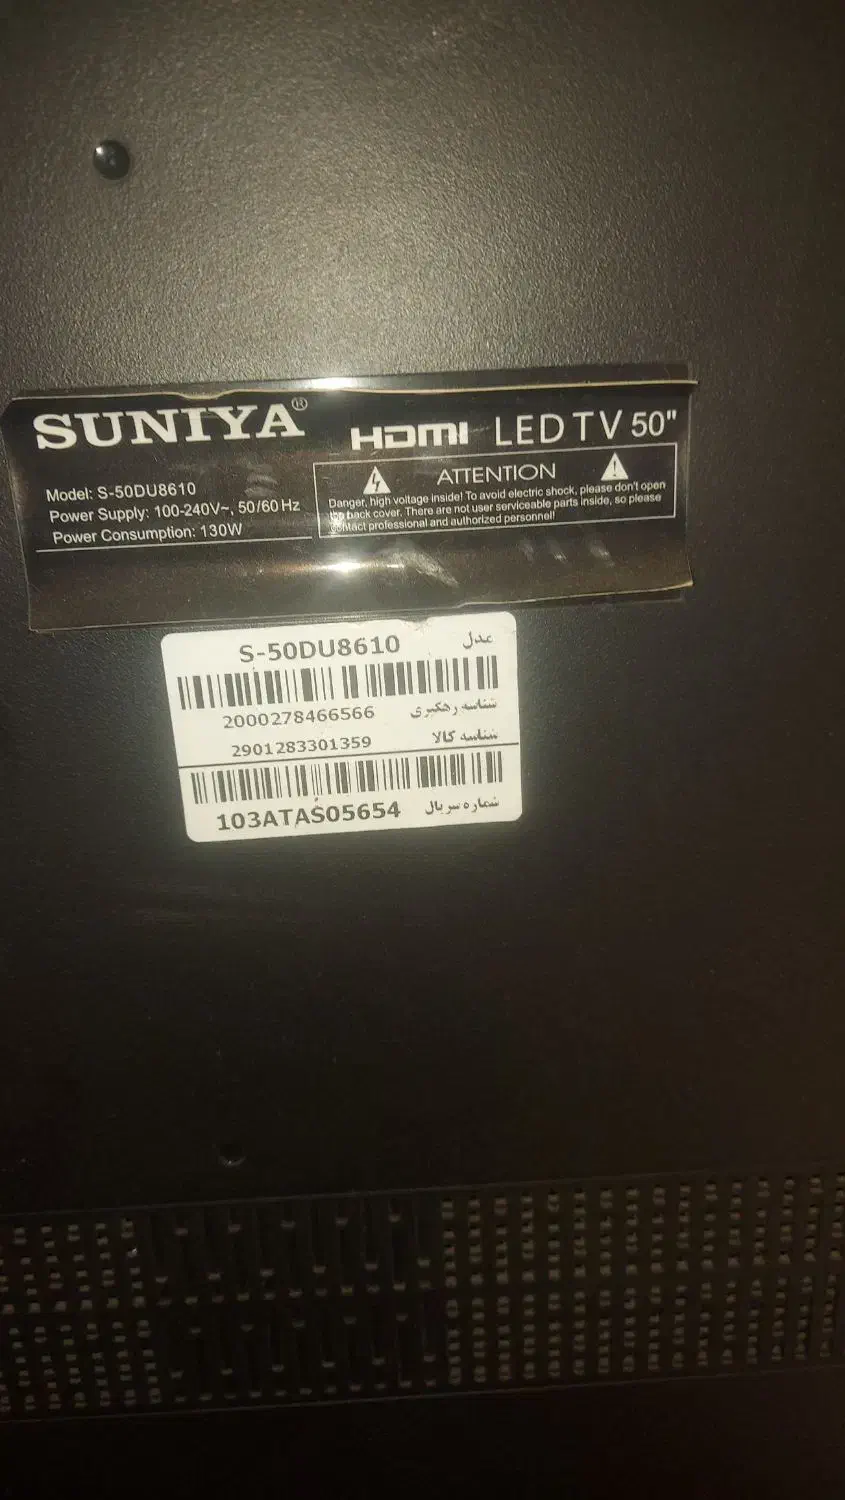 SUNIYA®
HDMI LED TV 50"
Model: S-50DU8610
Power Supply: 100-240V~, 50/60 Hz
Power Consumption: 130W
ATTENTION
Danger, high voltage inside! To avoid electric shock, please don't open
the back cover. There are not user serviceable parts inside, so please
contact professional and authorized personnel!
S-50DU8610 مدل
2000278466566 شناسه رهگیری
2901283301359 شناسه کالا
103ATAS05654 شماره سریال